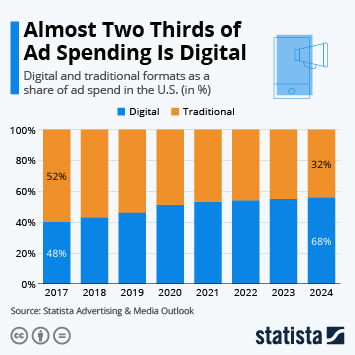 Almost Two Thirds of
Ad Spending Is Digital
Digital and traditional formats as a
share of ad spend in the U.S. (in %)
Digital Traditional
100%
80%
60%
40%
20%
0%
52%
32%
48%
68%
2017 2018 2019 2020 2021 2022 2023 2024
Source: Statista Advertising & Media Outlook
statista